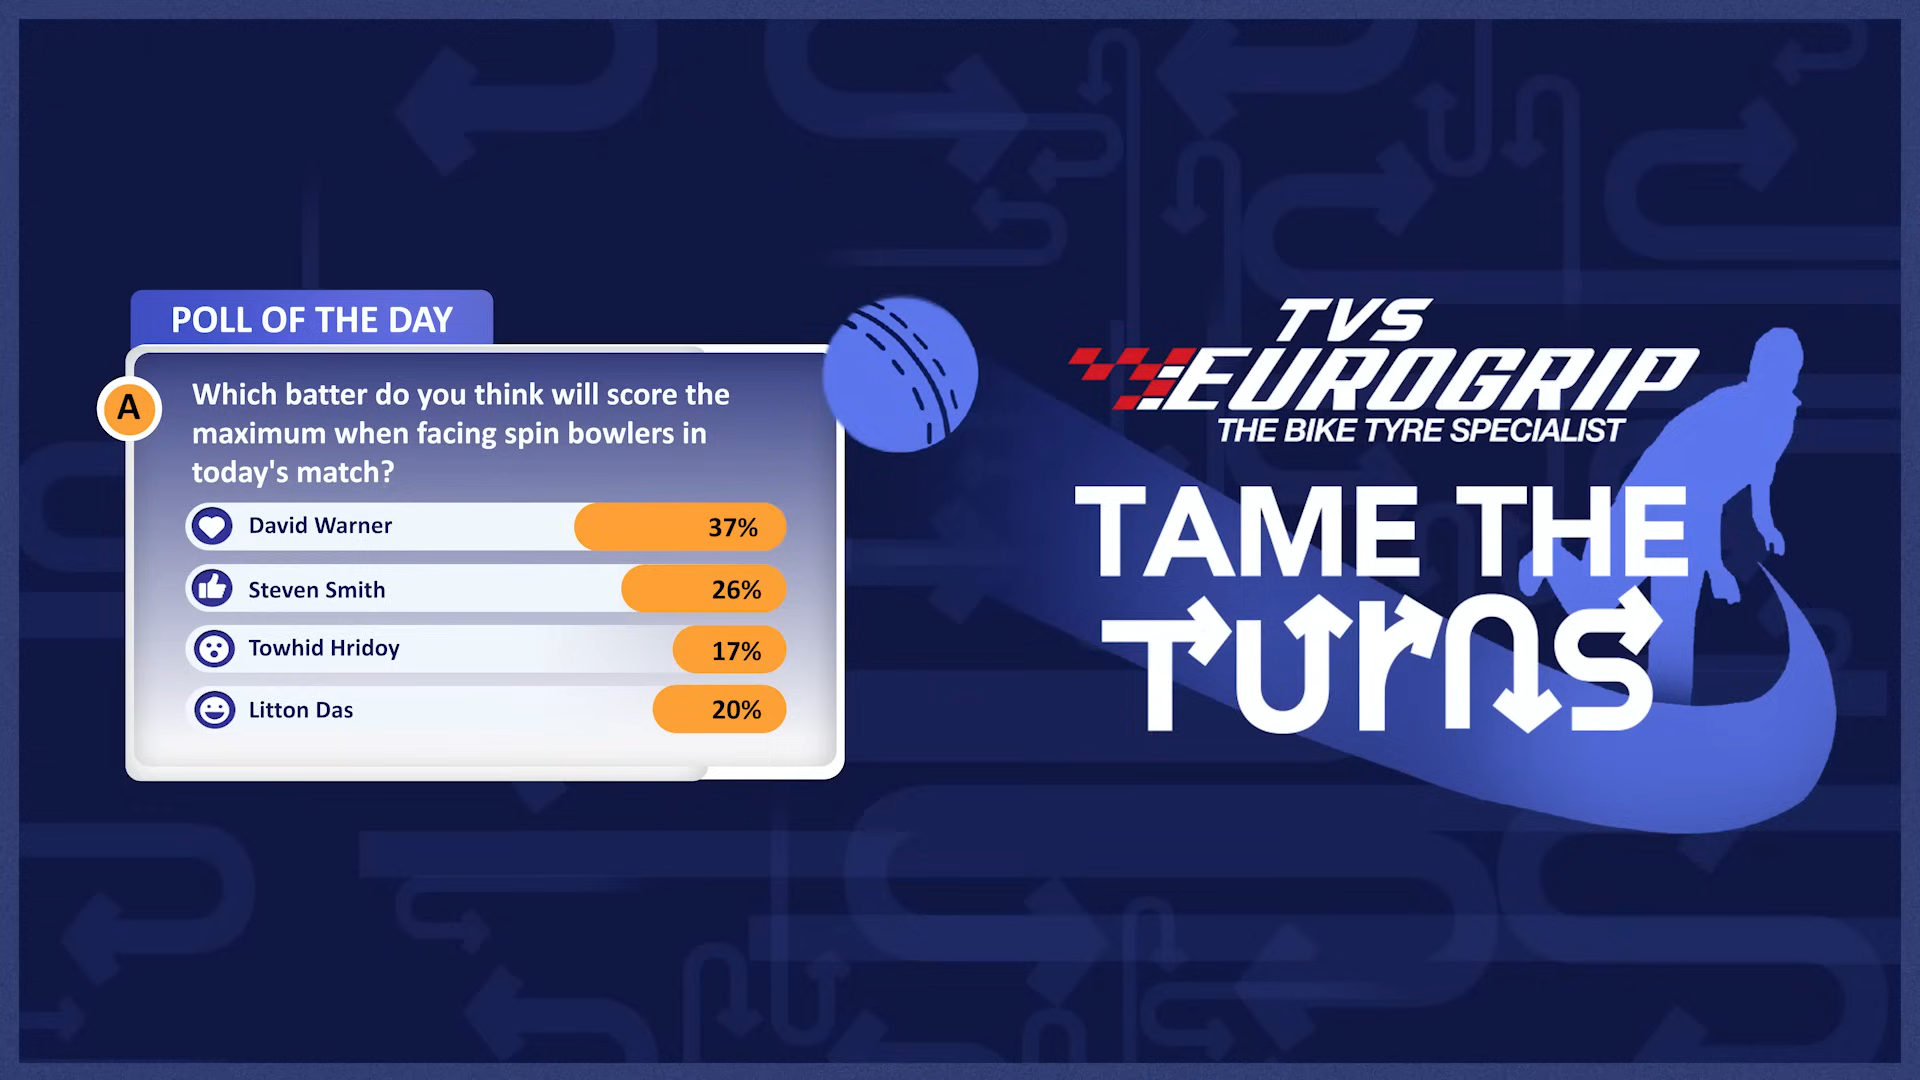 POLL OF THE DAY
A
Which batter do you think will score the
maximum when facing spin bowlers in
today's match?
David Warner 37%
Steven Smith 26%
Towhid Hridoy 17%
Litton Das 20%
TVS
EUROGRIP
THE BIKE TYRE SPECIALIST
TAME THE
TURNS